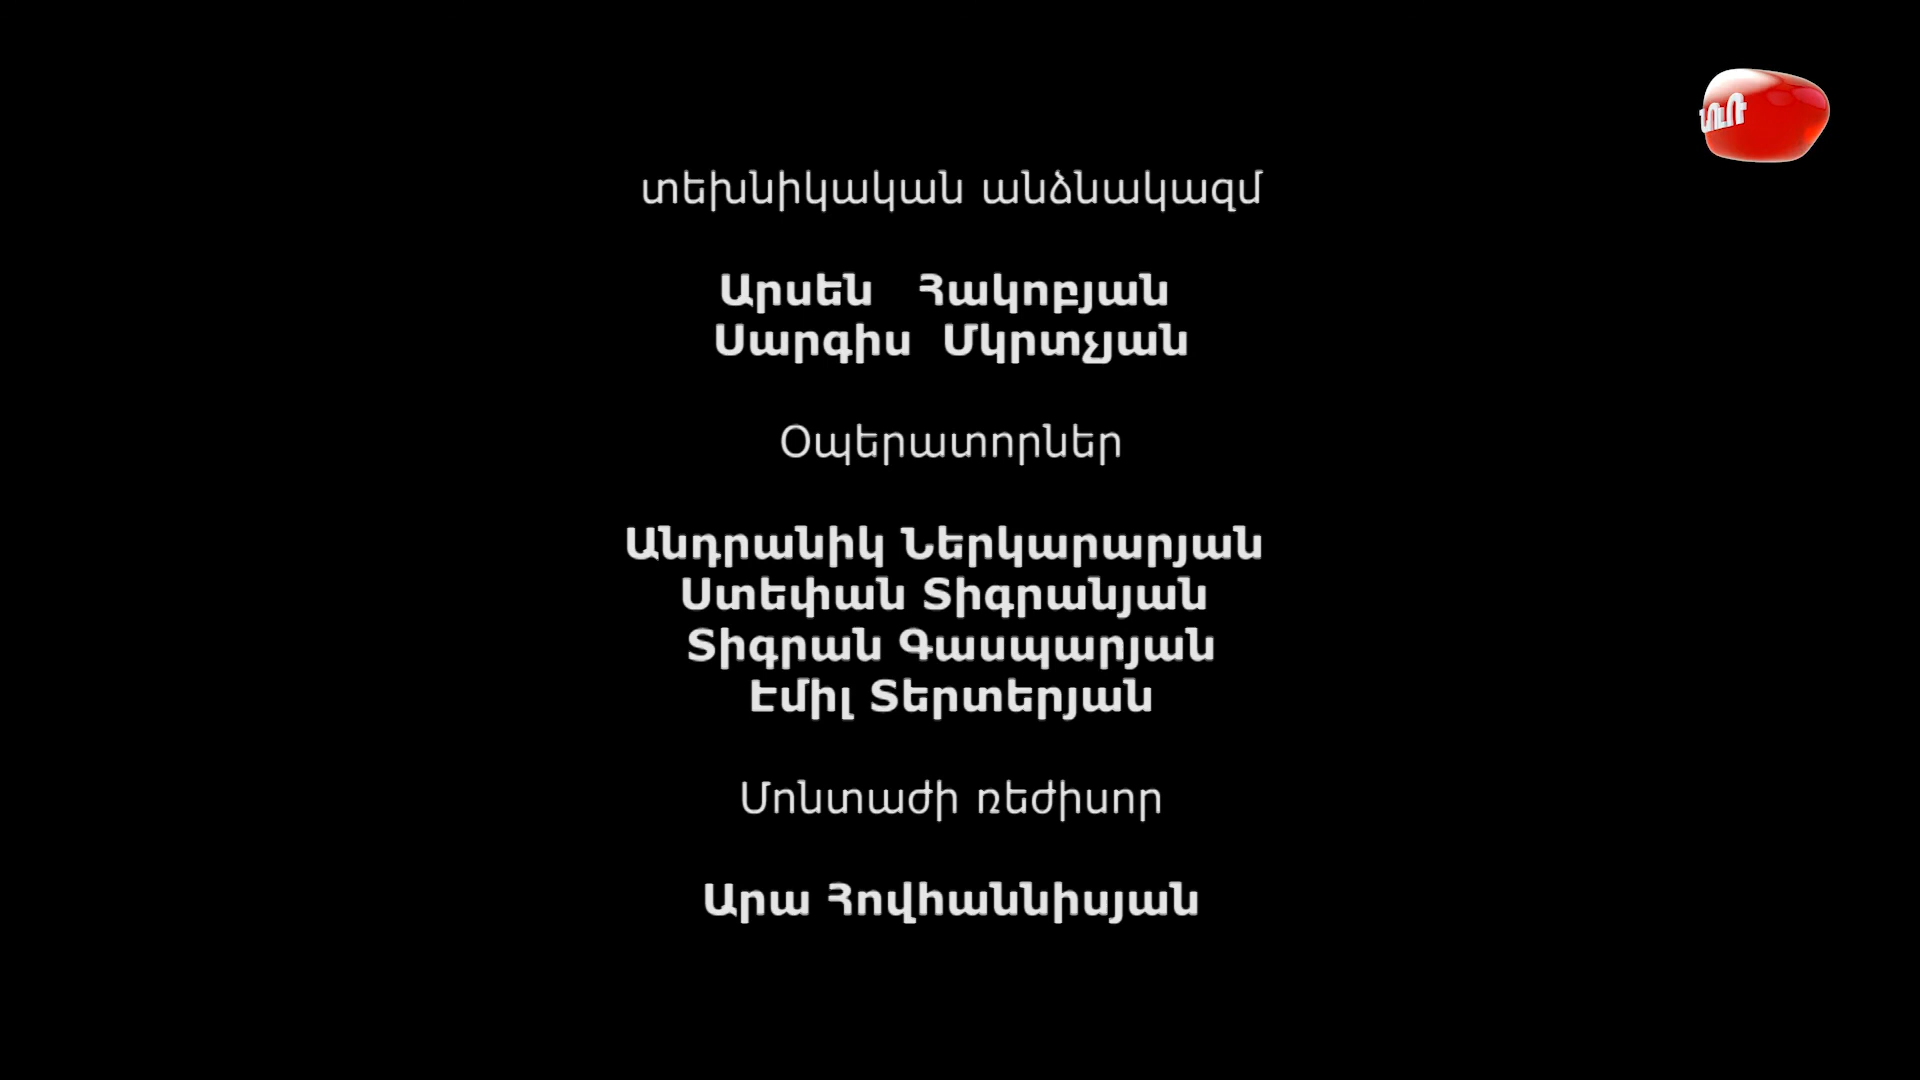 ՆՈՒՌ
տեխնիկական անձնակազմ
Արսեն Հակոբյան
Սարգիս Մկրտչյան
Օպերատորներ
Անդրանիկ Ներկարարյան
Ստեփան Տիգրանյան
Տիգրան Գասպարյան
Էմիլ Տերտերյան
Մոնտաժի ռեժիսոր
Արա Հովհաննիսյան